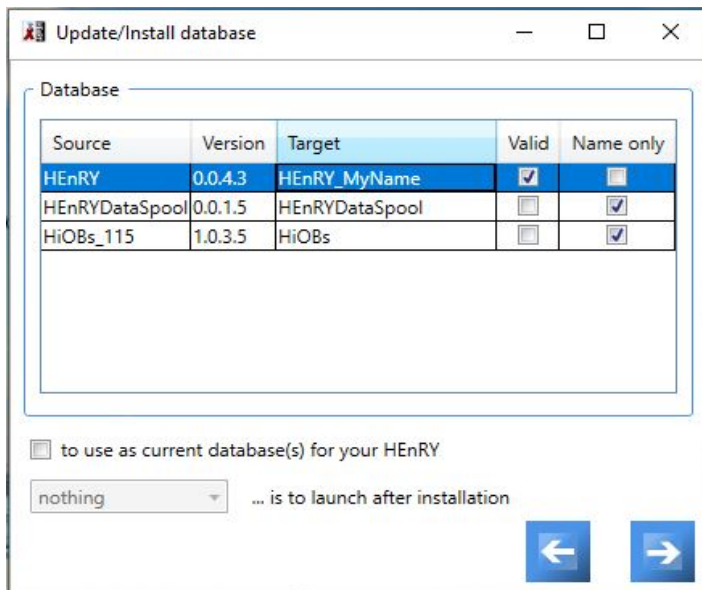 Update/Install database
Database
Source Version Target Valid Name only
HEnRY 0.0.4.3 HEnRY_MyName
HEnRYDataSpool 0.0.1.5 HEnRYDataSpool
HiOBs_115 1.0.3.5 HiOBs
to use as current database(s) for your HEnRY
nothing ... is to launch after installation